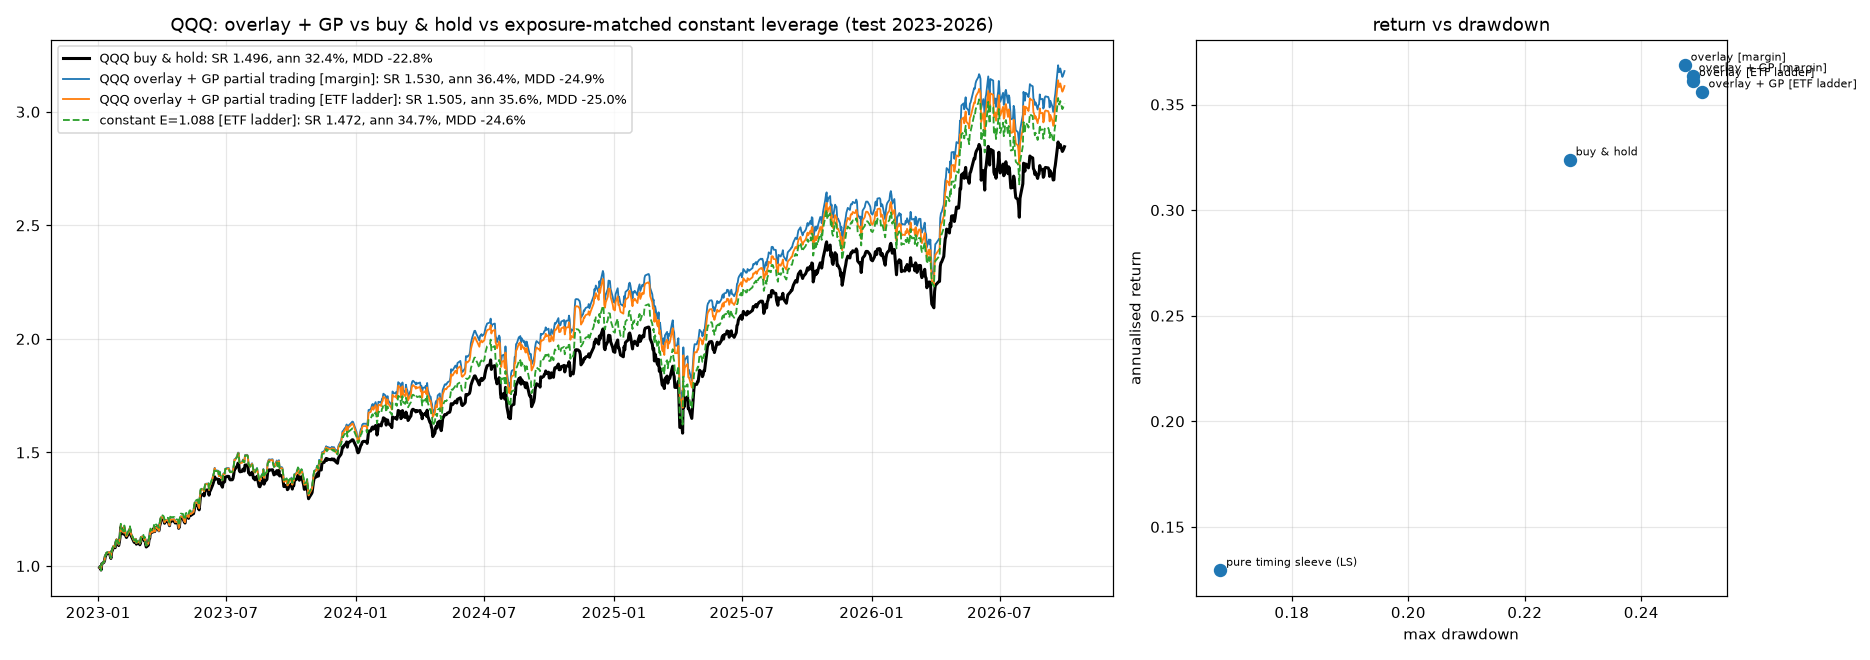 QQQ: overlay + GP vs buy & hold vs exposure-matched constant leverage (test 2023-2026)
QQQ buy & hold: SR 1.496, ann 32.4%, MDD -22.8%
QQQ overlay + GP partial trading [margin]: SR 1.530, ann 36.4%, MDD -24.9%
QQQ overlay + GP partial trading [ETF ladder]: SR 1.505, ann 35.6%, MDD -25.0%
constant E=1.088 [ETF ladder]: SR 1.472, ann 34.7%, MDD -24.6%
3.0
2.5
2.0
1.5
1.0
2023-01
2023-07
2024-01
2024-07
2025-01
2025-07
2026-01
2026-07
return vs drawdown
overlay [margin]
overlay + GP [margin]
overlay [ETF ladder]
overlay + GP [ETF ladder]
buy & hold
pure timing sleeve (LS)
annualised return
0.35
0.30
0.25
0.20
0.15
0.18
0.20
0.22
0.24
max drawdown